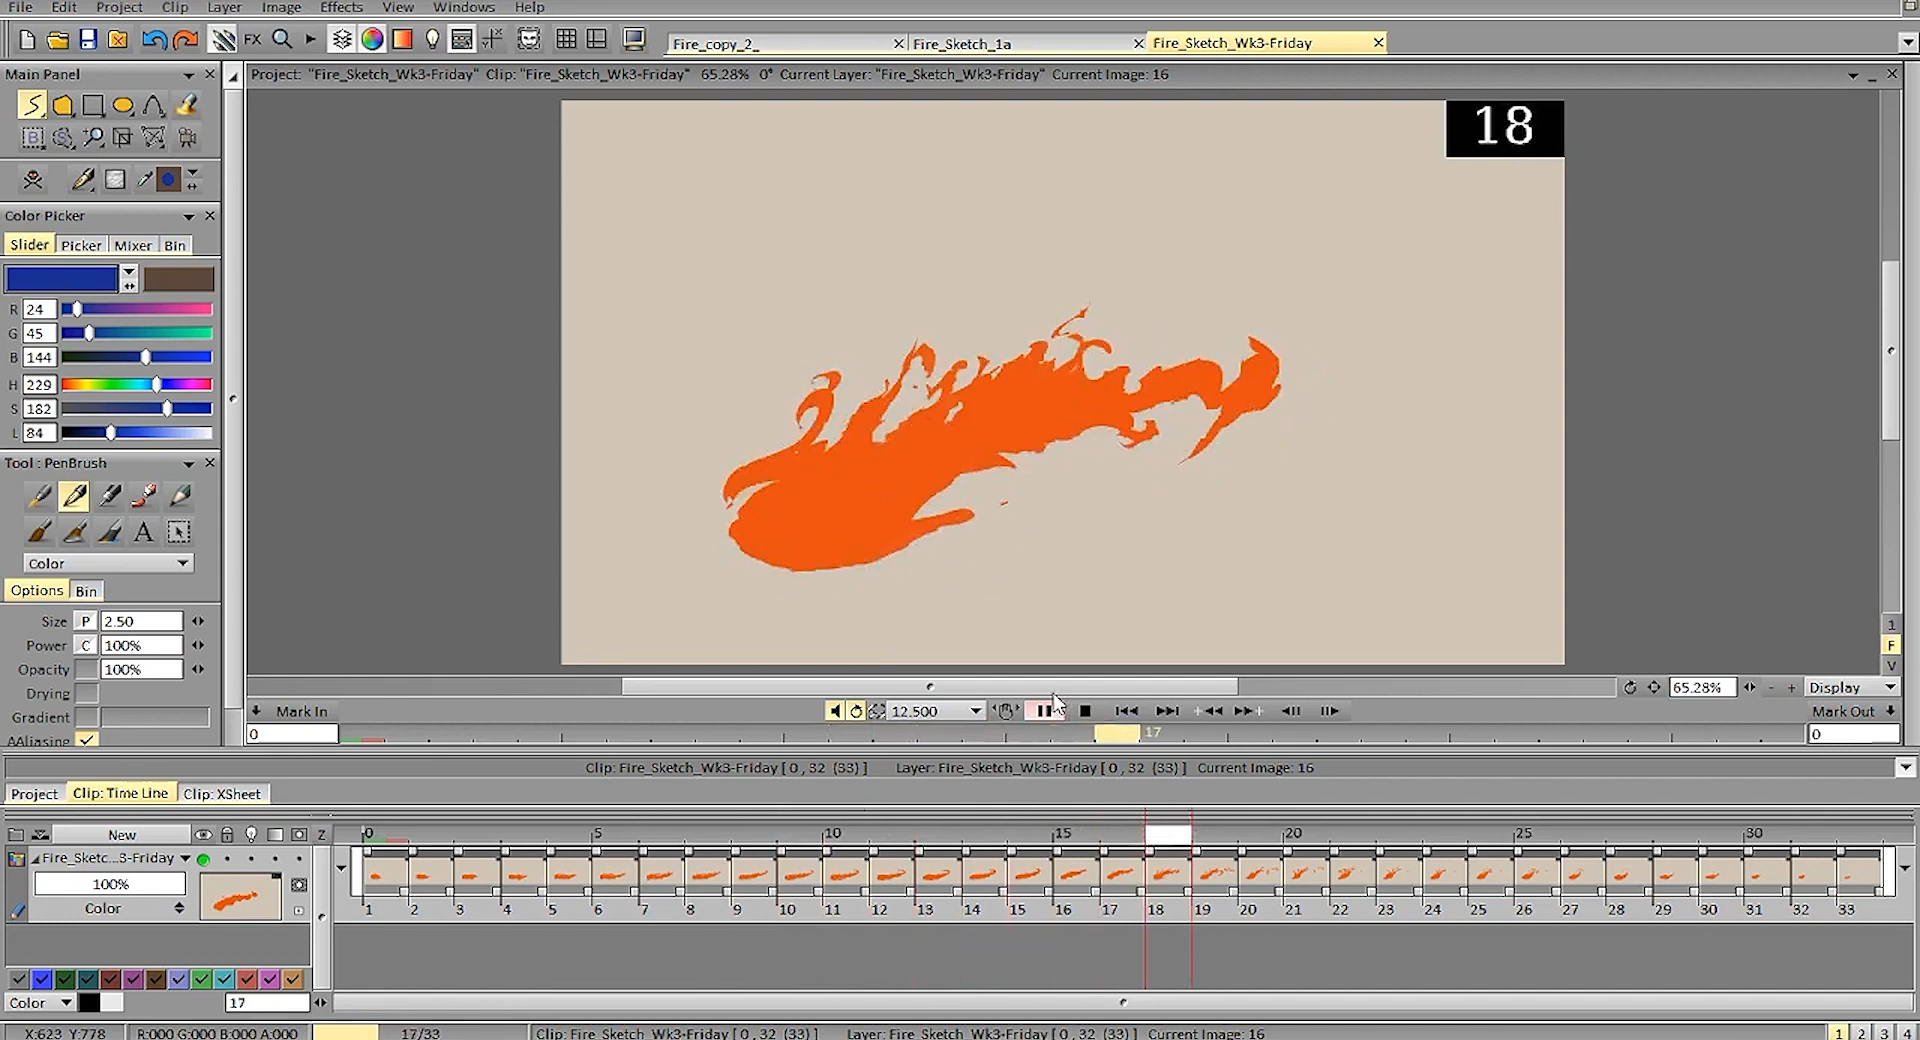 File Edit Project Clip Layer Image Effects View Windows Help
FX Fire_copy_2_ Fire_Sketch_1a Fire_Sketch_Wk3-Friday
Main Panel
Project: "Fire_Sketch_Wk3-Friday" Clip: "Fire_Sketch_Wk3-Friday" 65.28% 0° Current Layer: "Fire_Sketch_Wk3-Friday" Current Image: 16
18
Color Picker
Slider Picker Mixer Bin
R 24
G 45
B 144
H 229
S 182
L 84
Tool : PenBrush
A
Color
Options Bin
Size P 2.50
Power C 100%
Opacity 100%
Drying
Gradient
AAliasing
1
F
V
65.28% - + Display
Mark In 12.500 Mark Out
0 17 0
Clip: Fire_Sketch_Wk3-Friday [ 0 , 32 (33) ] Layer: Fire_Sketch_Wk3-Friday [ 0 , 32 (33) ] Current Image: 16
Project Clip: Time Line Clip: XSheet
New Z 0 5 10 15 20 25 30
Fire_Sketc...3-Friday
100%
Color
1 2 3 4 5 6 7 8 9 10 11 12 13 14 15 16 17 18 19 20 21 22 23 24 25 26 27 28 29 30 31 32 33
Color 17
X:623 Y:778 R:000 G:000 B:000 A:000 17/33 Clip: Fire_Sketch_Wk3-Friday [ 0 , 32 (33) ] Layer: Fire_Sketch_Wk3-Friday [ 0 , 32 (33) ] Current Image: 16 1 2 3 4